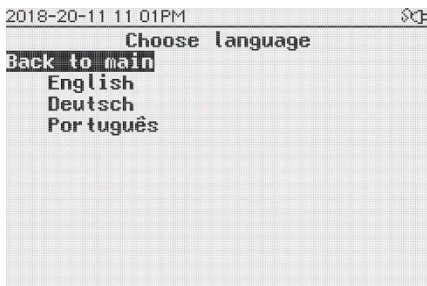 2018-20-11 11 01PM
Choose language
Back to main
English
Deutsch
Português